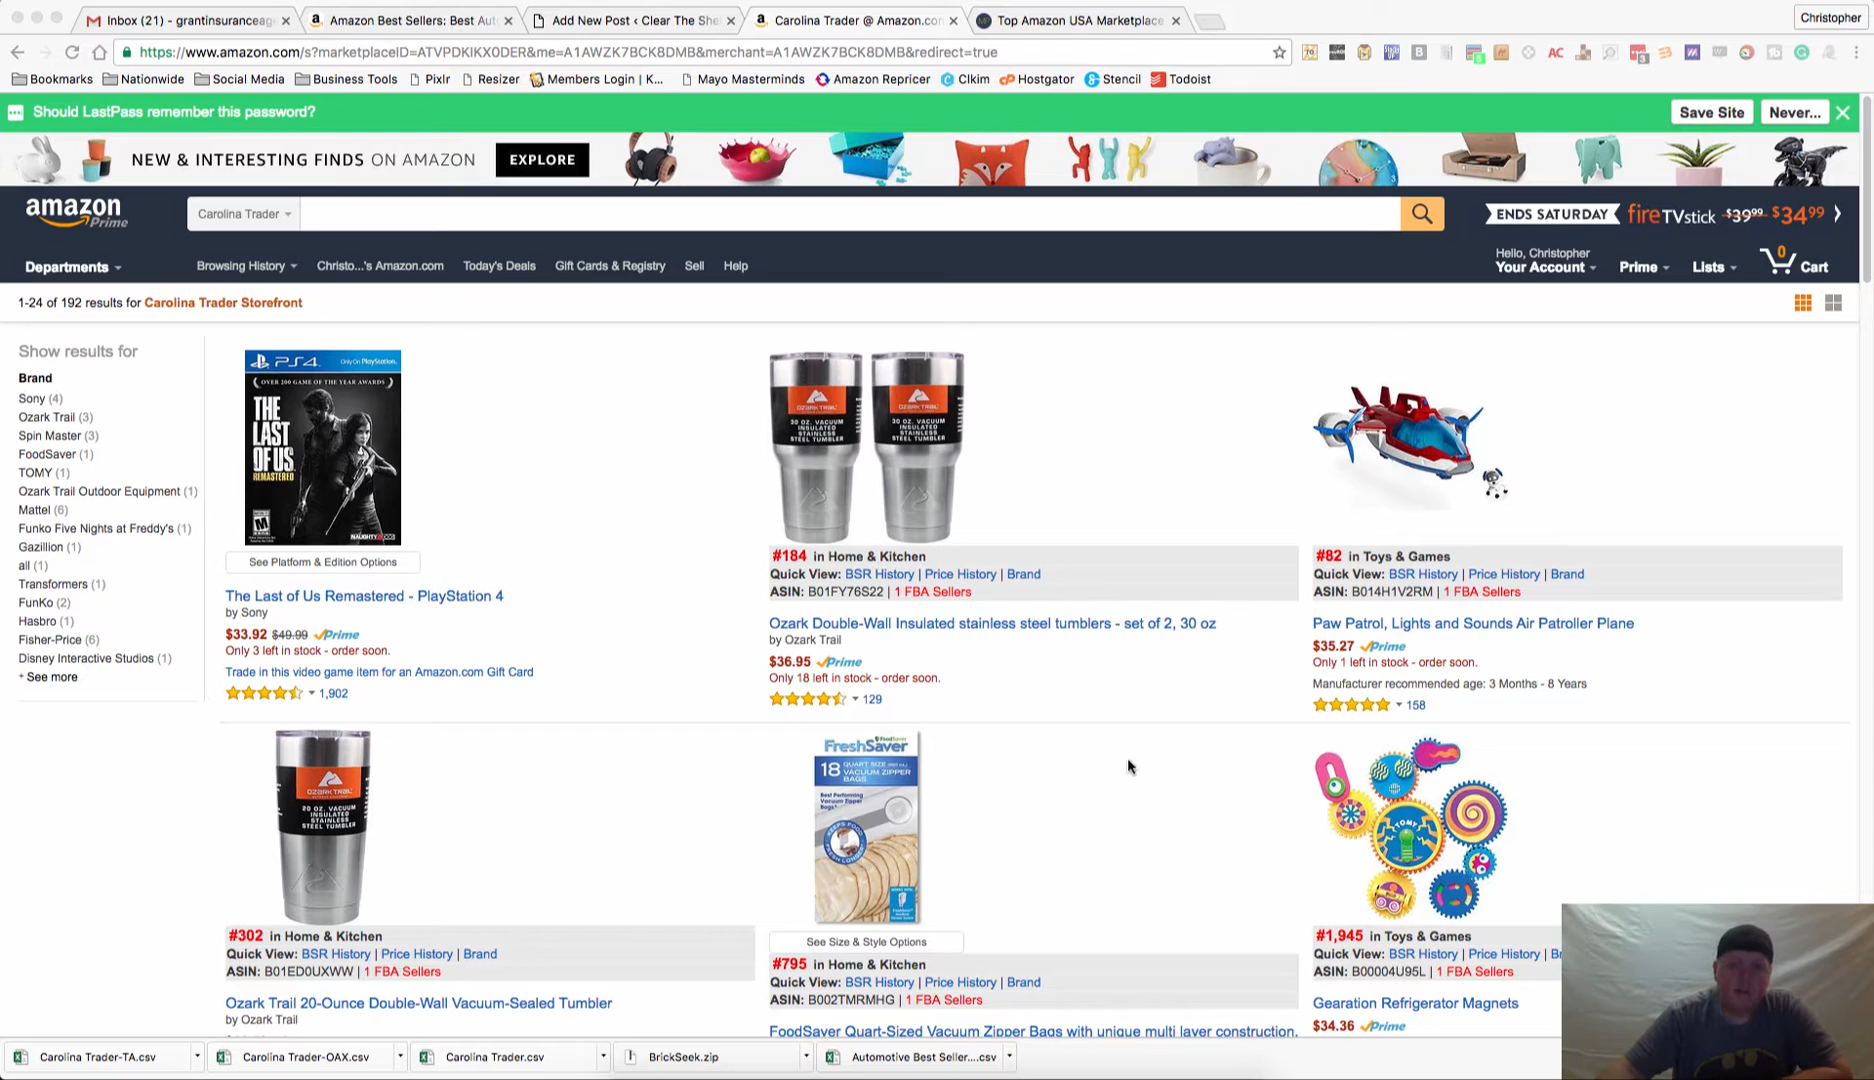 Inbox (21) - grantinsuranceage
Amazon Best Sellers: Best Aut
Add New Post ‹ Clear The She
Carolina Trader @ Amazon.com
Top Amazon USA Marketplace
Christopher
https://www.amazon.com/s?marketplaceID=ATVPDKIKX0DER&me=A1AWZK7BCK8DMB&merchant=A1AWZK7BCK8DMB&redirect=true
Bookmarks Nationwide Social Media Business Tools Pixlr Resizer Members Login | K... Mayo Masterminds Amazon Repricer Clkim Hostgator Stencil Todoist
Should LastPass remember this password?
Save Site Never...
NEW & INTERESTING FINDS ON AMAZON EXPLORE
amazon Prime
Carolina Trader
ENDS SATURDAY fireTVstick $39.99 $34.99
Departments
Browsing History Christo...'s Amazon.com Today's Deals Gift Cards & Registry Sell Help
Hello, Christopher
Your Account Prime Lists 0 Cart
1-24 of 192 results for Carolina Trader Storefront
Show results for
Brand
Sony (4)
Ozark Trail (3)
Spin Master (3)
FoodSaver (1)
TOMY (1)
Ozark Trail Outdoor Equipment (1)
Mattel (6)
Funko Five Nights at Freddy's (1)
Gazillion (1)
all (1)
Transformers (1)
FunKo (2)
Hasbro (1)
Fisher-Price (6)
Disney Interactive Studios (1)
+ See more
PS4 Only On PlayStation.
OVER 200 GAME OF THE YEAR AWARDS
THE LAST OF US
REMASTERED
NAUGHTY DOG
See Platform & Edition Options
The Last of Us Remastered - PlayStation 4
by Sony
$33.92 $49.99 Prime
Only 3 left in stock - order soon.
Trade in this video game item for an Amazon.com Gift Card
1,902
OZARK TRAIL
30 OZ. VACUUM INSULATED STAINLESS STEEL TUMBLER
OZARK TRAIL
30 OZ. VACUUM INSULATED STAINLESS STEEL TUMBLER
#184 in Home & Kitchen
Quick View: BSR History | Price History | Brand
ASIN: B01FY76S22 | 1 FBA Sellers
Ozark Double-Wall Insulated stainless steel tumblers - set of 2, 30 oz
by Ozark Trail
$36.95 Prime
Only 18 left in stock - order soon.
129
#82 in Toys & Games
Quick View: BSR History | Price History | Brand
ASIN: B014H1V2RM | 1 FBA Sellers
Paw Patrol, Lights and Sounds Air Patroller Plane
$35.27 Prime
Only 1 left in stock - order soon.
Manufacturer recommended age: 3 Months - 8 Years
158
OZARK TRAIL
20 OZ. VACUUM INSULATED STAINLESS STEEL TUMBLER
#302 in Home & Kitchen
Quick View: BSR History | Price History | Brand
ASIN: B01ED0UXWW | 1 FBA Sellers
Ozark Trail 20-Ounce Double-Wall Vacuum-Sealed Tumbler
by Ozark Trail
FoodSaver
FreshSaver
18 QUART SIZE VACUUM ZIPPER BAGS
Best Performing Vacuum Zipper Bags
See Size & Style Options
#795 in Home & Kitchen
Quick View: BSR History | Price History | Brand
ASIN: B002TMRMHG | 1 FBA Sellers
FoodSaver Quart-Sized Vacuum Zipper Bags with unique multi layer construction,
TOMY
#1,945 in Toys & Games
Quick View: BSR History | Price History | Br
ASIN: B00004U95L | 1 FBA Sellers
Gearation Refrigerator Magnets
$34.36 Prime
Carolina Trader-TA.csv
Carolina Trader-OAX.csv
Carolina Trader.csv
BrickSeek.zip
Automotive Best Seller....csv